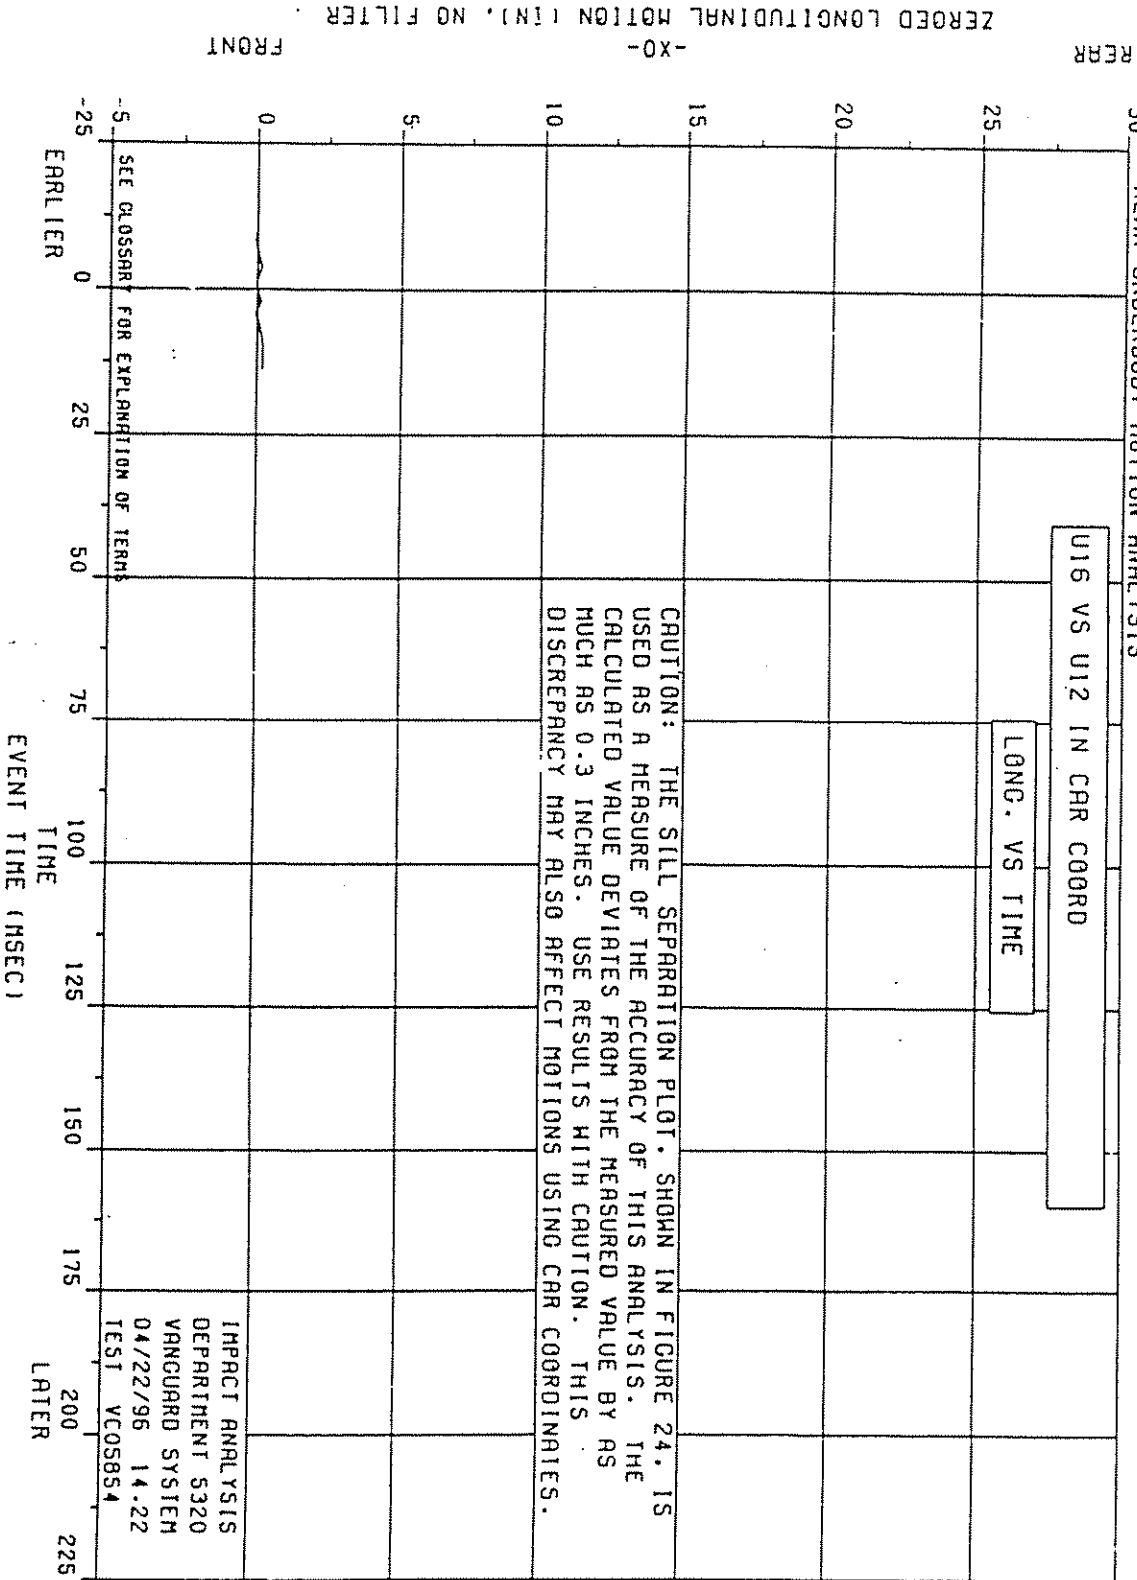 REAR UNDERBODY MOTION ANALYSIS
U16 VS U12 IN CAR COORD
LONG. VS TIME
REAR
-XO-
FRONT
ZEROED LONGITUDINAL MOTION (IN), NO FILTER
30
25
20
15
10
5
0
-5
CAUTION: THE SILL SEPARATION PLOT, SHOWN IN FIGURE 24, IS
USED AS A MEASURE OF THE ACCURACY OF THIS ANALYSIS. THE
CALCULATED VALUE DEVIATES FROM THE MEASURED VALUE BY AS
MUCH AS 0.3 INCHES. USE RESULTS WITH CAUTION. THIS
DISCREPANCY MAY ALSO AFFECT MOTIONS USING CAR COORDINATES.
SEE GLOSSARY FOR EXPLANATION OF TERMS
IMPACT ANALYSIS
DEPARTMENT 5320
VANGUARD SYSTEM
04/22/96 14.22
TEST VC05854
-25 0 25 50 75 100 125 150 175 200 225
EARLIER TIME LATER
EVENT TIME (MSEC)